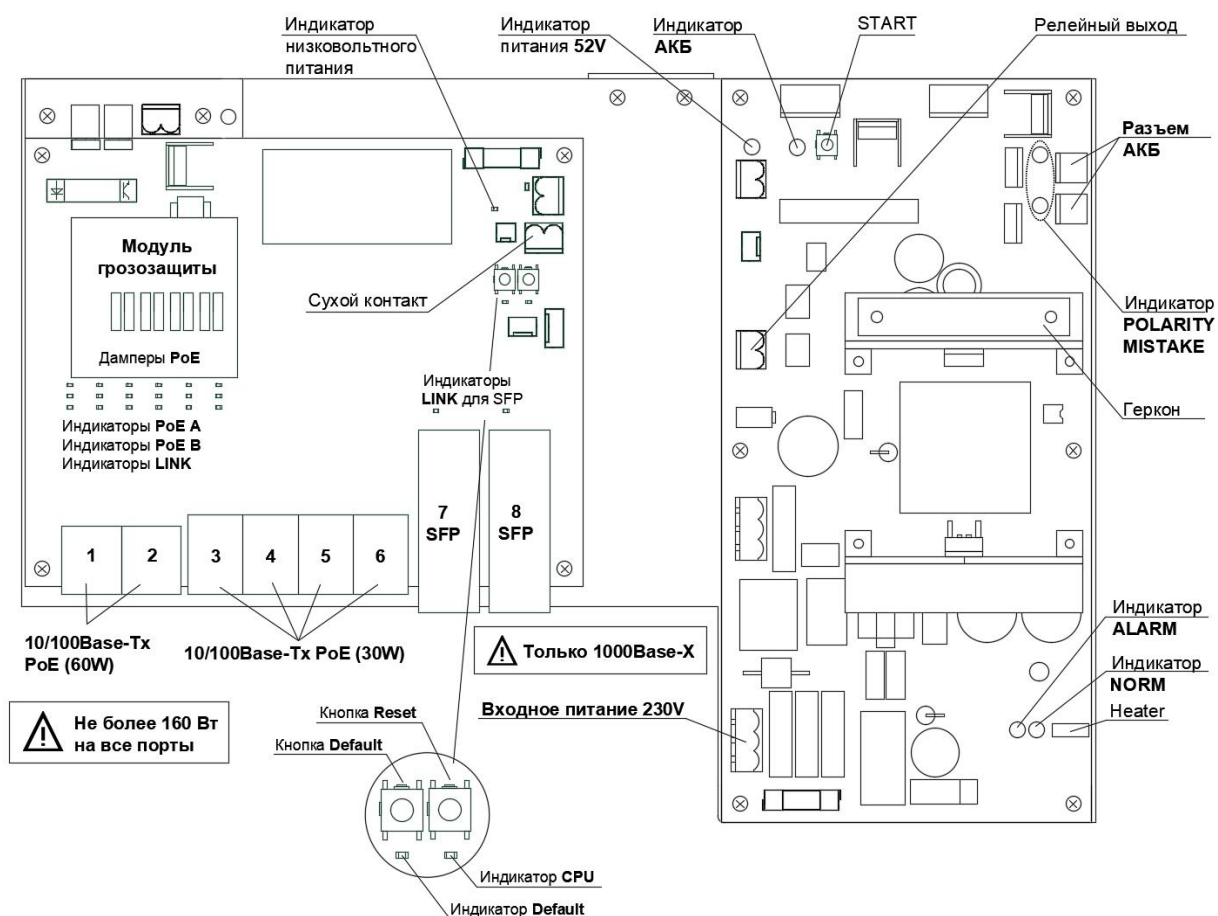 Индикатор
низковольтного
питания
Индикатор
питания 52V
Индикатор
АКБ
START
Релейный выход
Разъем
АКБ
Модуль
грозозащиты
Дамперы PoE
Сухой контакт
Индикаторы
LINK для SFP
Индикатор
POLARITY
MISTAKE
Геркон
Индикаторы PoE A
Индикаторы PoE B
Индикаторы LINK
1
2
3
4
5
6
7
SFP
8
SFP
10/100Base-Tx
PoE (60W)
10/100Base-Tx PoE (30W)
Только 1000Base-X
Не более 160 Вт
на все порты
Входное питание 230V
Индикатор
ALARM
Индикатор
NORM
Heater
Кнопка Reset
Кнопка Default
Индикатор CPU
Индикатор Default